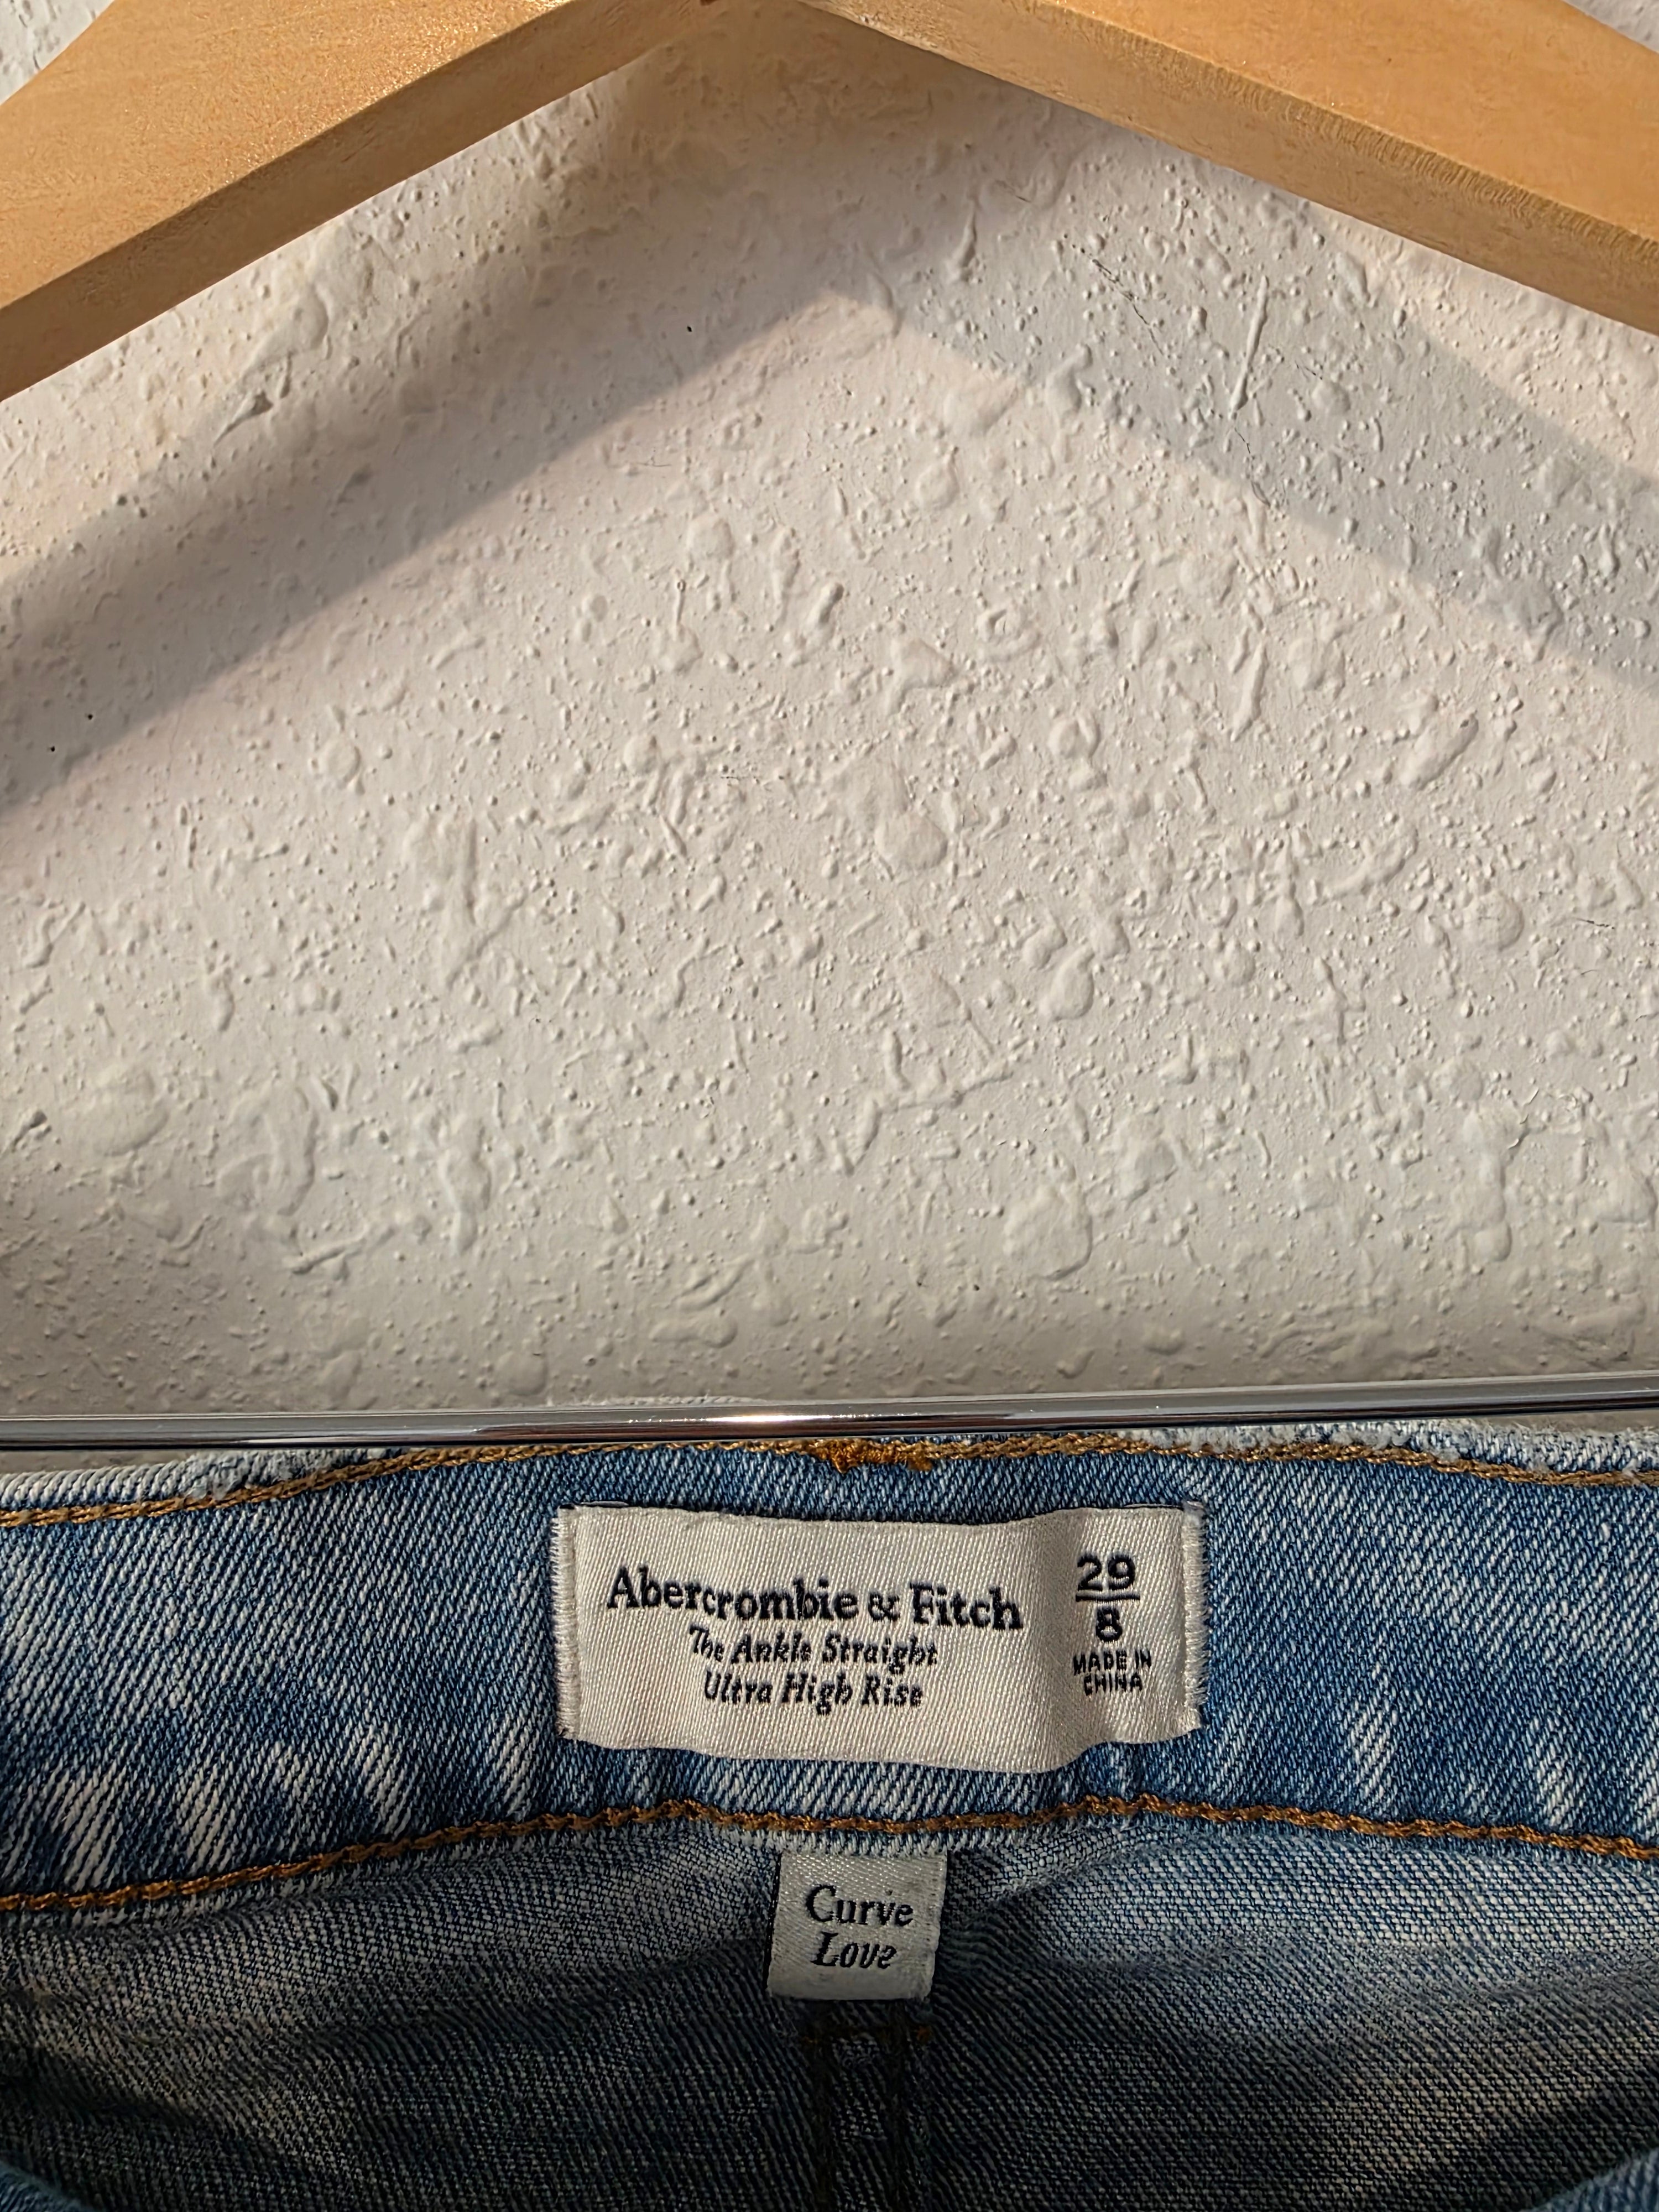 Abercrombie & Fitch
The Ankle Straight
Ultra High Rise
29
8
MADE IN
CHINA
Curve
Love